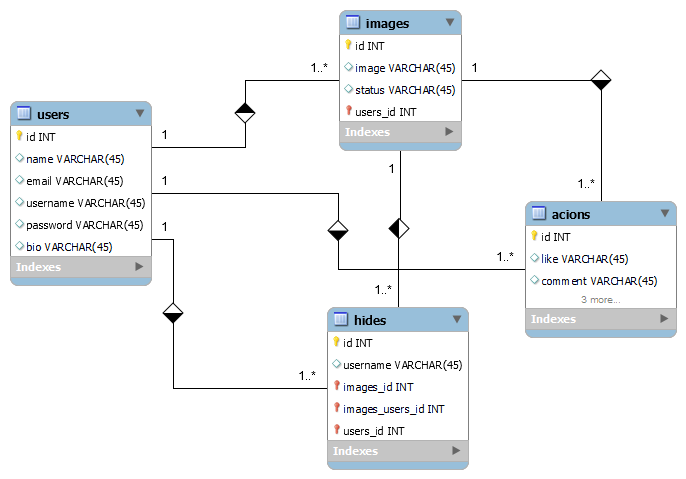 images
id INT
image VARCHAR(45)
status VARCHAR(45)
users_id INT
Indexes
1..*
1
users
id INT
name VARCHAR(45)
email VARCHAR(45)
username VARCHAR(45)
password VARCHAR(45)
bio VARCHAR(45)
Indexes
1
1
1
1
1..*
1..*
1..*
1..*
acions
id INT
like VARCHAR(45)
comment VARCHAR(45)
3 more...
Indexes
hides
id INT
username VARCHAR(45)
images_id INT
images_users_id INT
users_id INT
Indexes